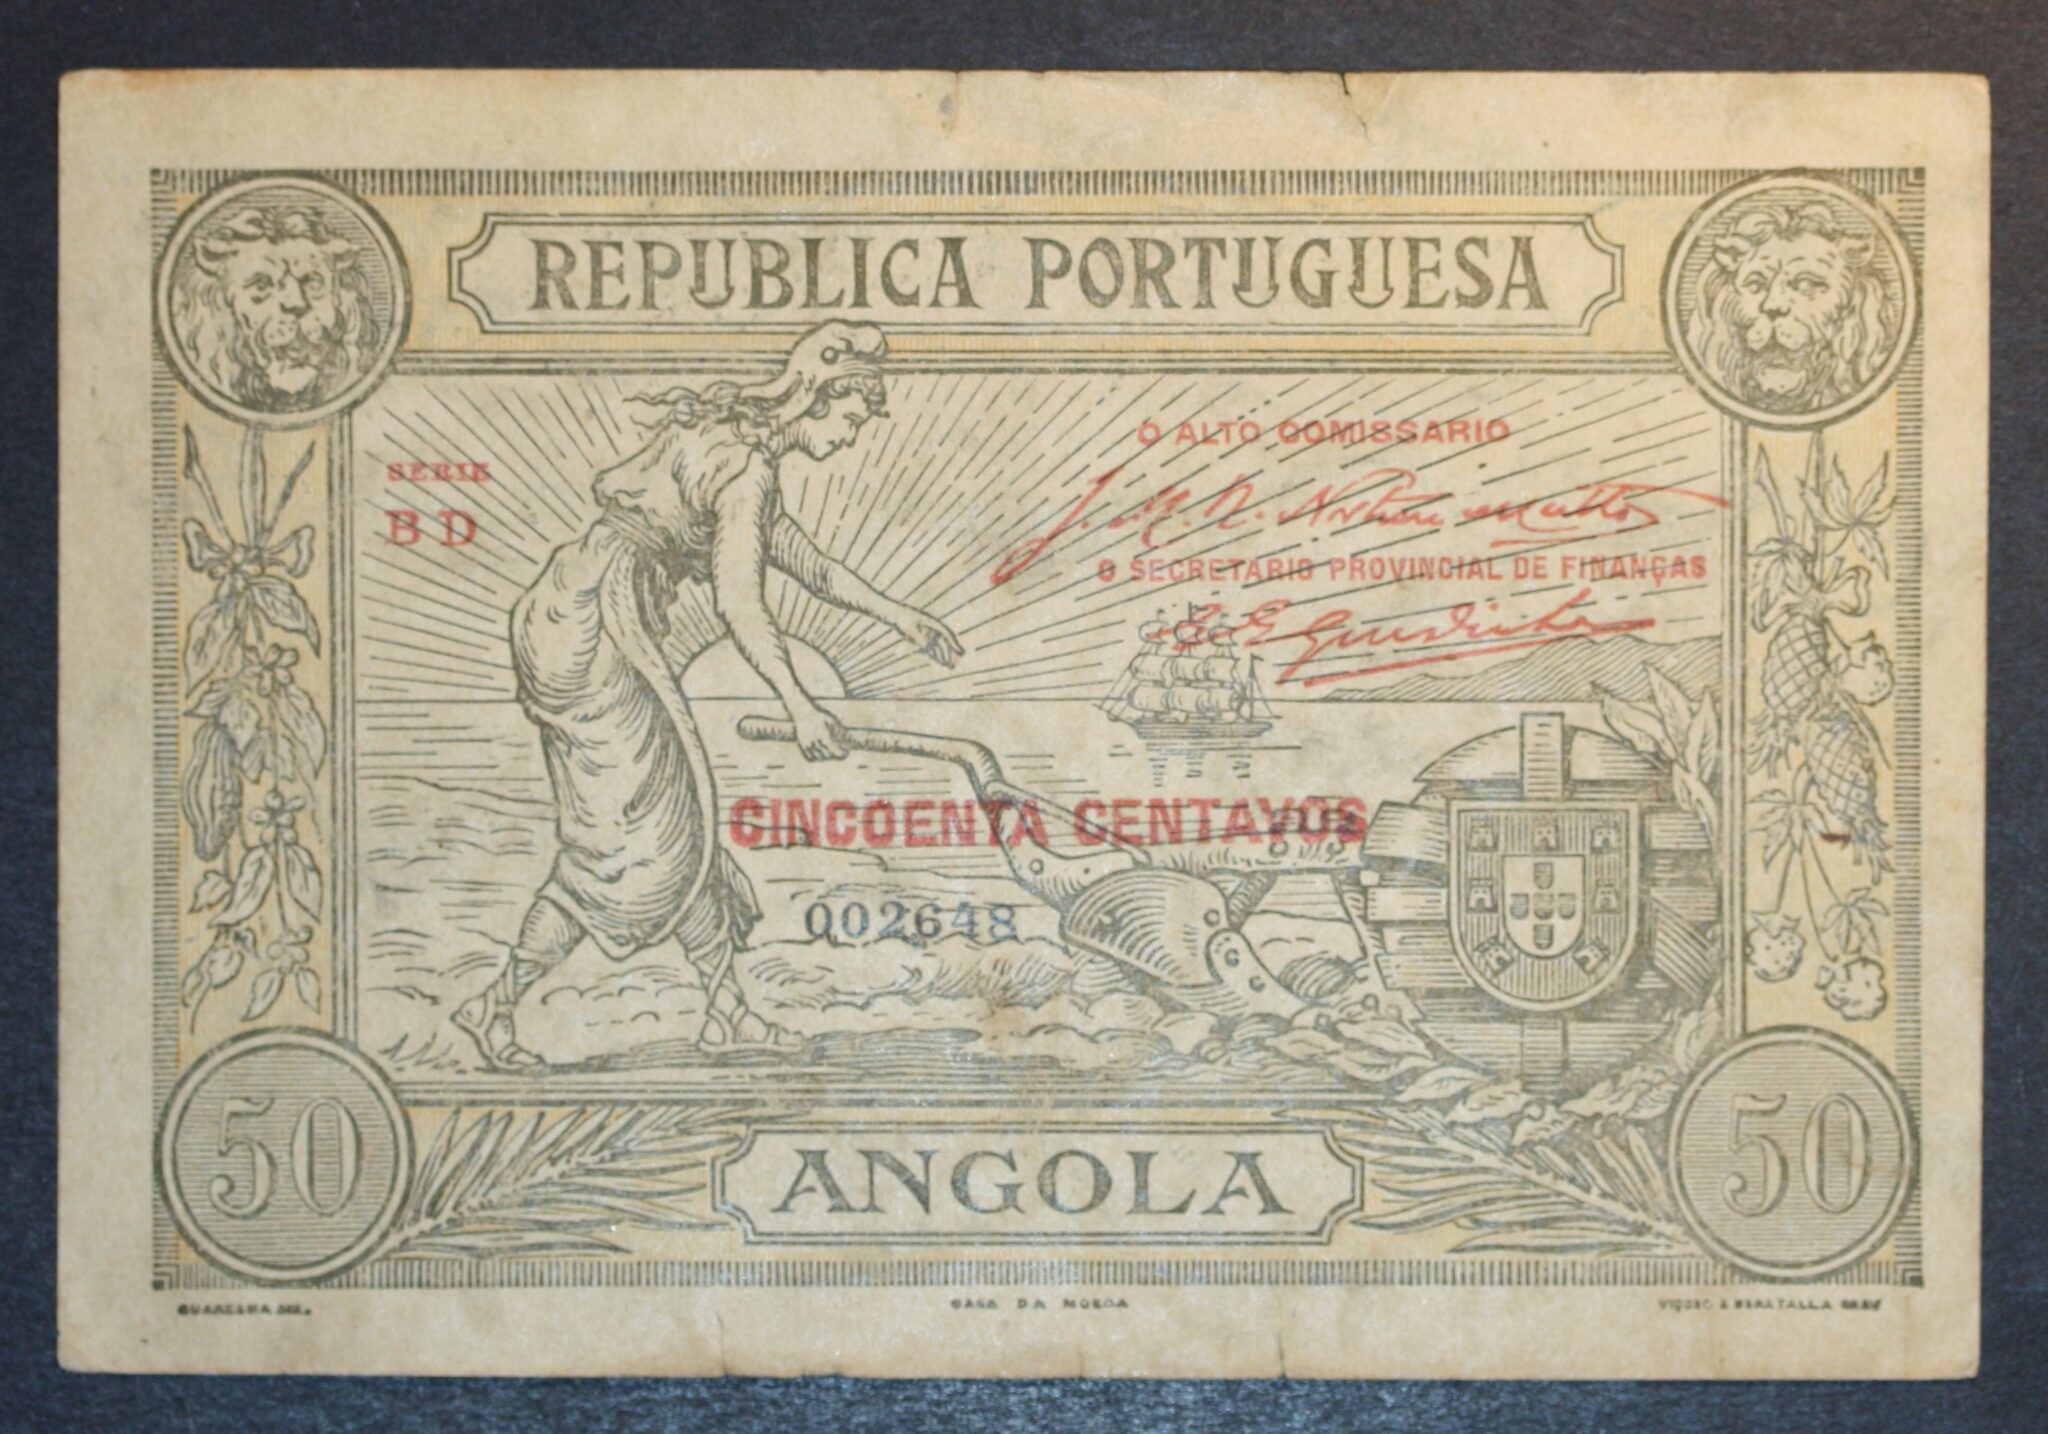 REPUBLICA PORTUGUESA
O ALTO COMISSARIO
SERIE
BD
O SECRETARIO PROVINCIAL DE FINANÇAS
CINCOENTA CENTAVOS
002648
50
50
ANGOLA
CASA DA MOEDA